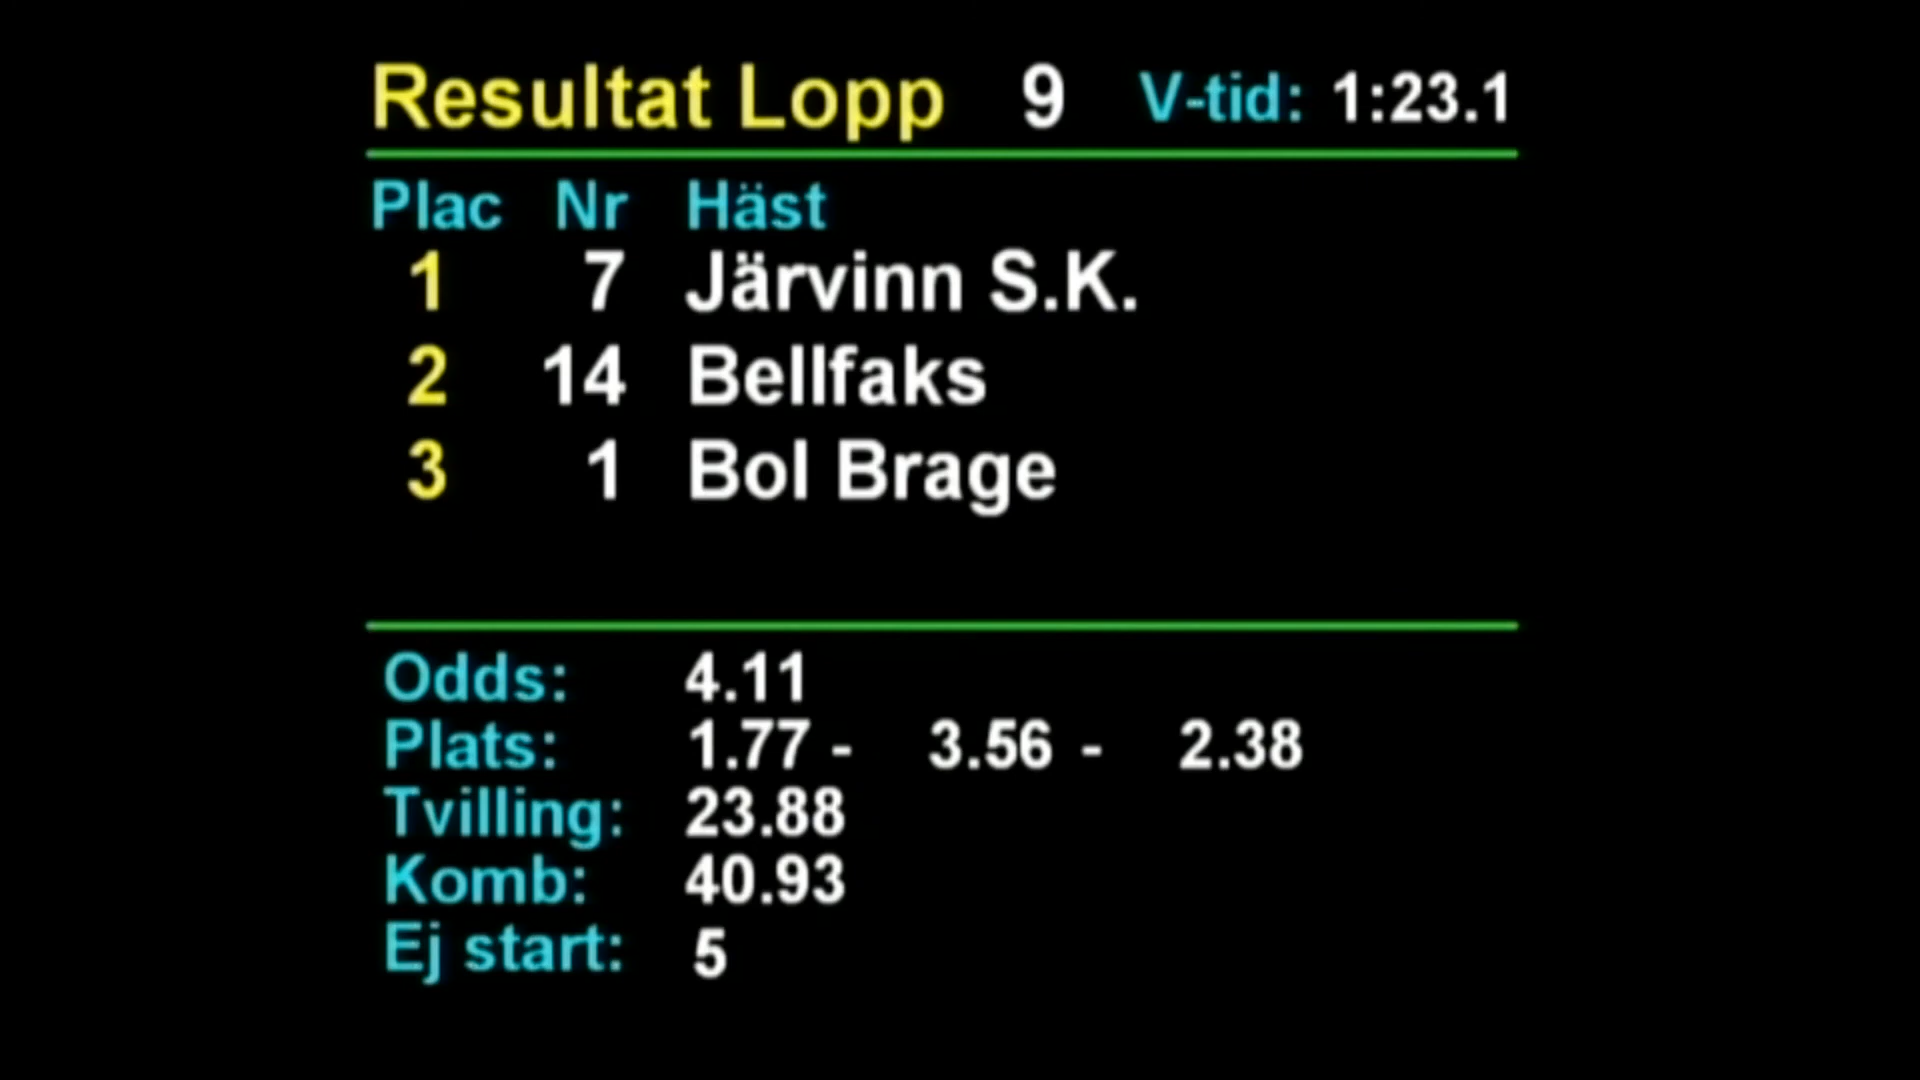 Resultat Lopp 9 V-tid: 1:23.1
Plac Nr Häst
1 7 Järvinn S.K.
2 14 Bellfaks
3 1 Bol Brage
Odds: 4.11
Plats: 1.77 - 3.56 - 2.38
Tvilling: 23.88
Komb: 40.93
Ej start: 5